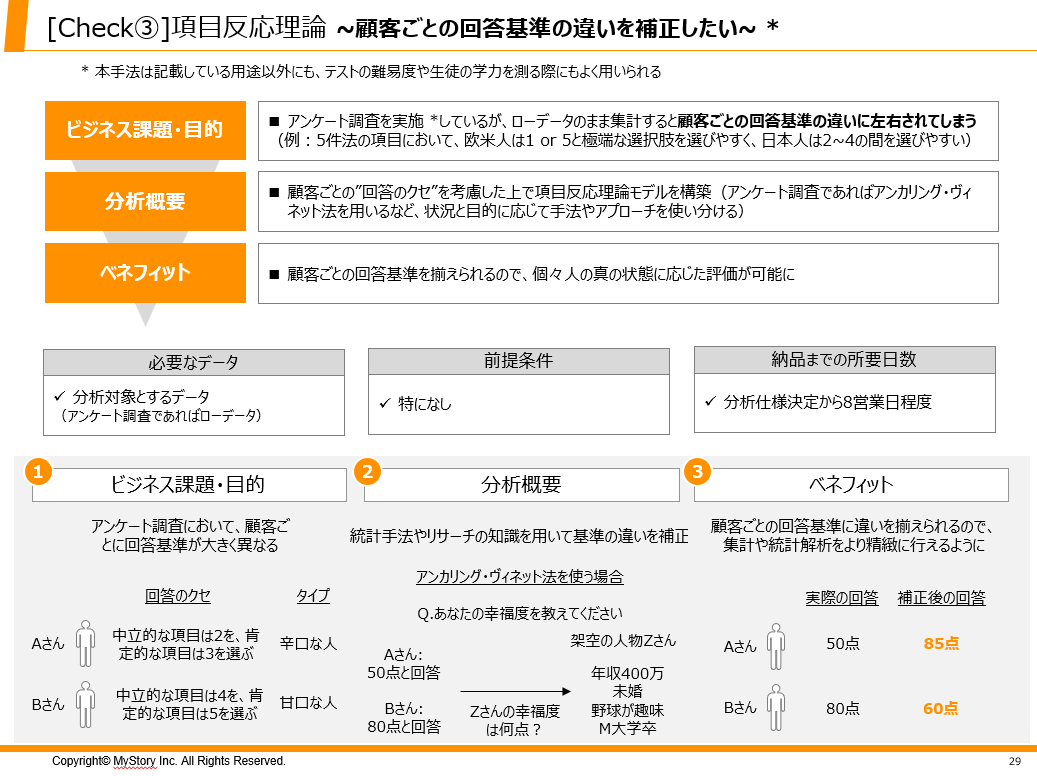 [Check③]項目反応理論 ~顧客ごとの回答基準の違いを補正したい~ *
* 本手法は記載している用途以外にも、テストの難易度や生徒の学力を測る際にもよく用いられる
ビジネス課題・目的
■ アンケート調査を実施 *しているが、ローデータのまま集計すると顧客ごとの回答基準の違いに左右されてしまう
（例：5件法の項目において、欧米人は1 or 5と極端な選択肢を選びやすく、日本人は2~4の間を選びやすい）
分析概要
■ 顧客ごとの”回答のクセ”を考慮した上で項目反応理論モデルを構築（アンケート調査であればアンカリング・ヴィ
ネット法を用いるなど、状況と目的に応じて手法やアプローチを使い分ける）
ベネフィット
■ 顧客ごとの回答基準を揃えられるので、個々人の真の状態に応じた評価が可能に
必要なデータ
✓ 分析対象とするデータ
（アンケート調査であればローデータ）
前提条件
✓ 特になし
納品までの所要日数
✓ 分析仕様決定から8営業日程度
1
ビジネス課題・目的
アンケート調査において、顧客ご
とに回答基準が大きく異なる
回答のクセ
タイプ
Aさん
中立的な項目は2を、肯
定的な項目は3を選ぶ
辛口な人
Bさん
中立的な項目は4を、肯
定的な項目は5を選ぶ
甘口な人
2
分析概要
統計手法やリサーチの知識を用いて基準の違いを補正
アンカリング・ヴィネット法を使う場合
Q.あなたの幸福度を教えてください
Aさん:
50点と回答
Bさん:
80点と回答
Zさんの幸福度
は何点？
架空の人物Zさん
年収400万
未婚
野球が趣味
M大学卒
3
ベネフィット
顧客ごとの回答基準に違いを揃えられるので、
集計や統計解析をより精緻に行えるように
実際の回答
補正後の回答
Aさん
50点
85点
Bさん
80点
60点
Copyright© MyStory Inc. All Rights Reserved.
29